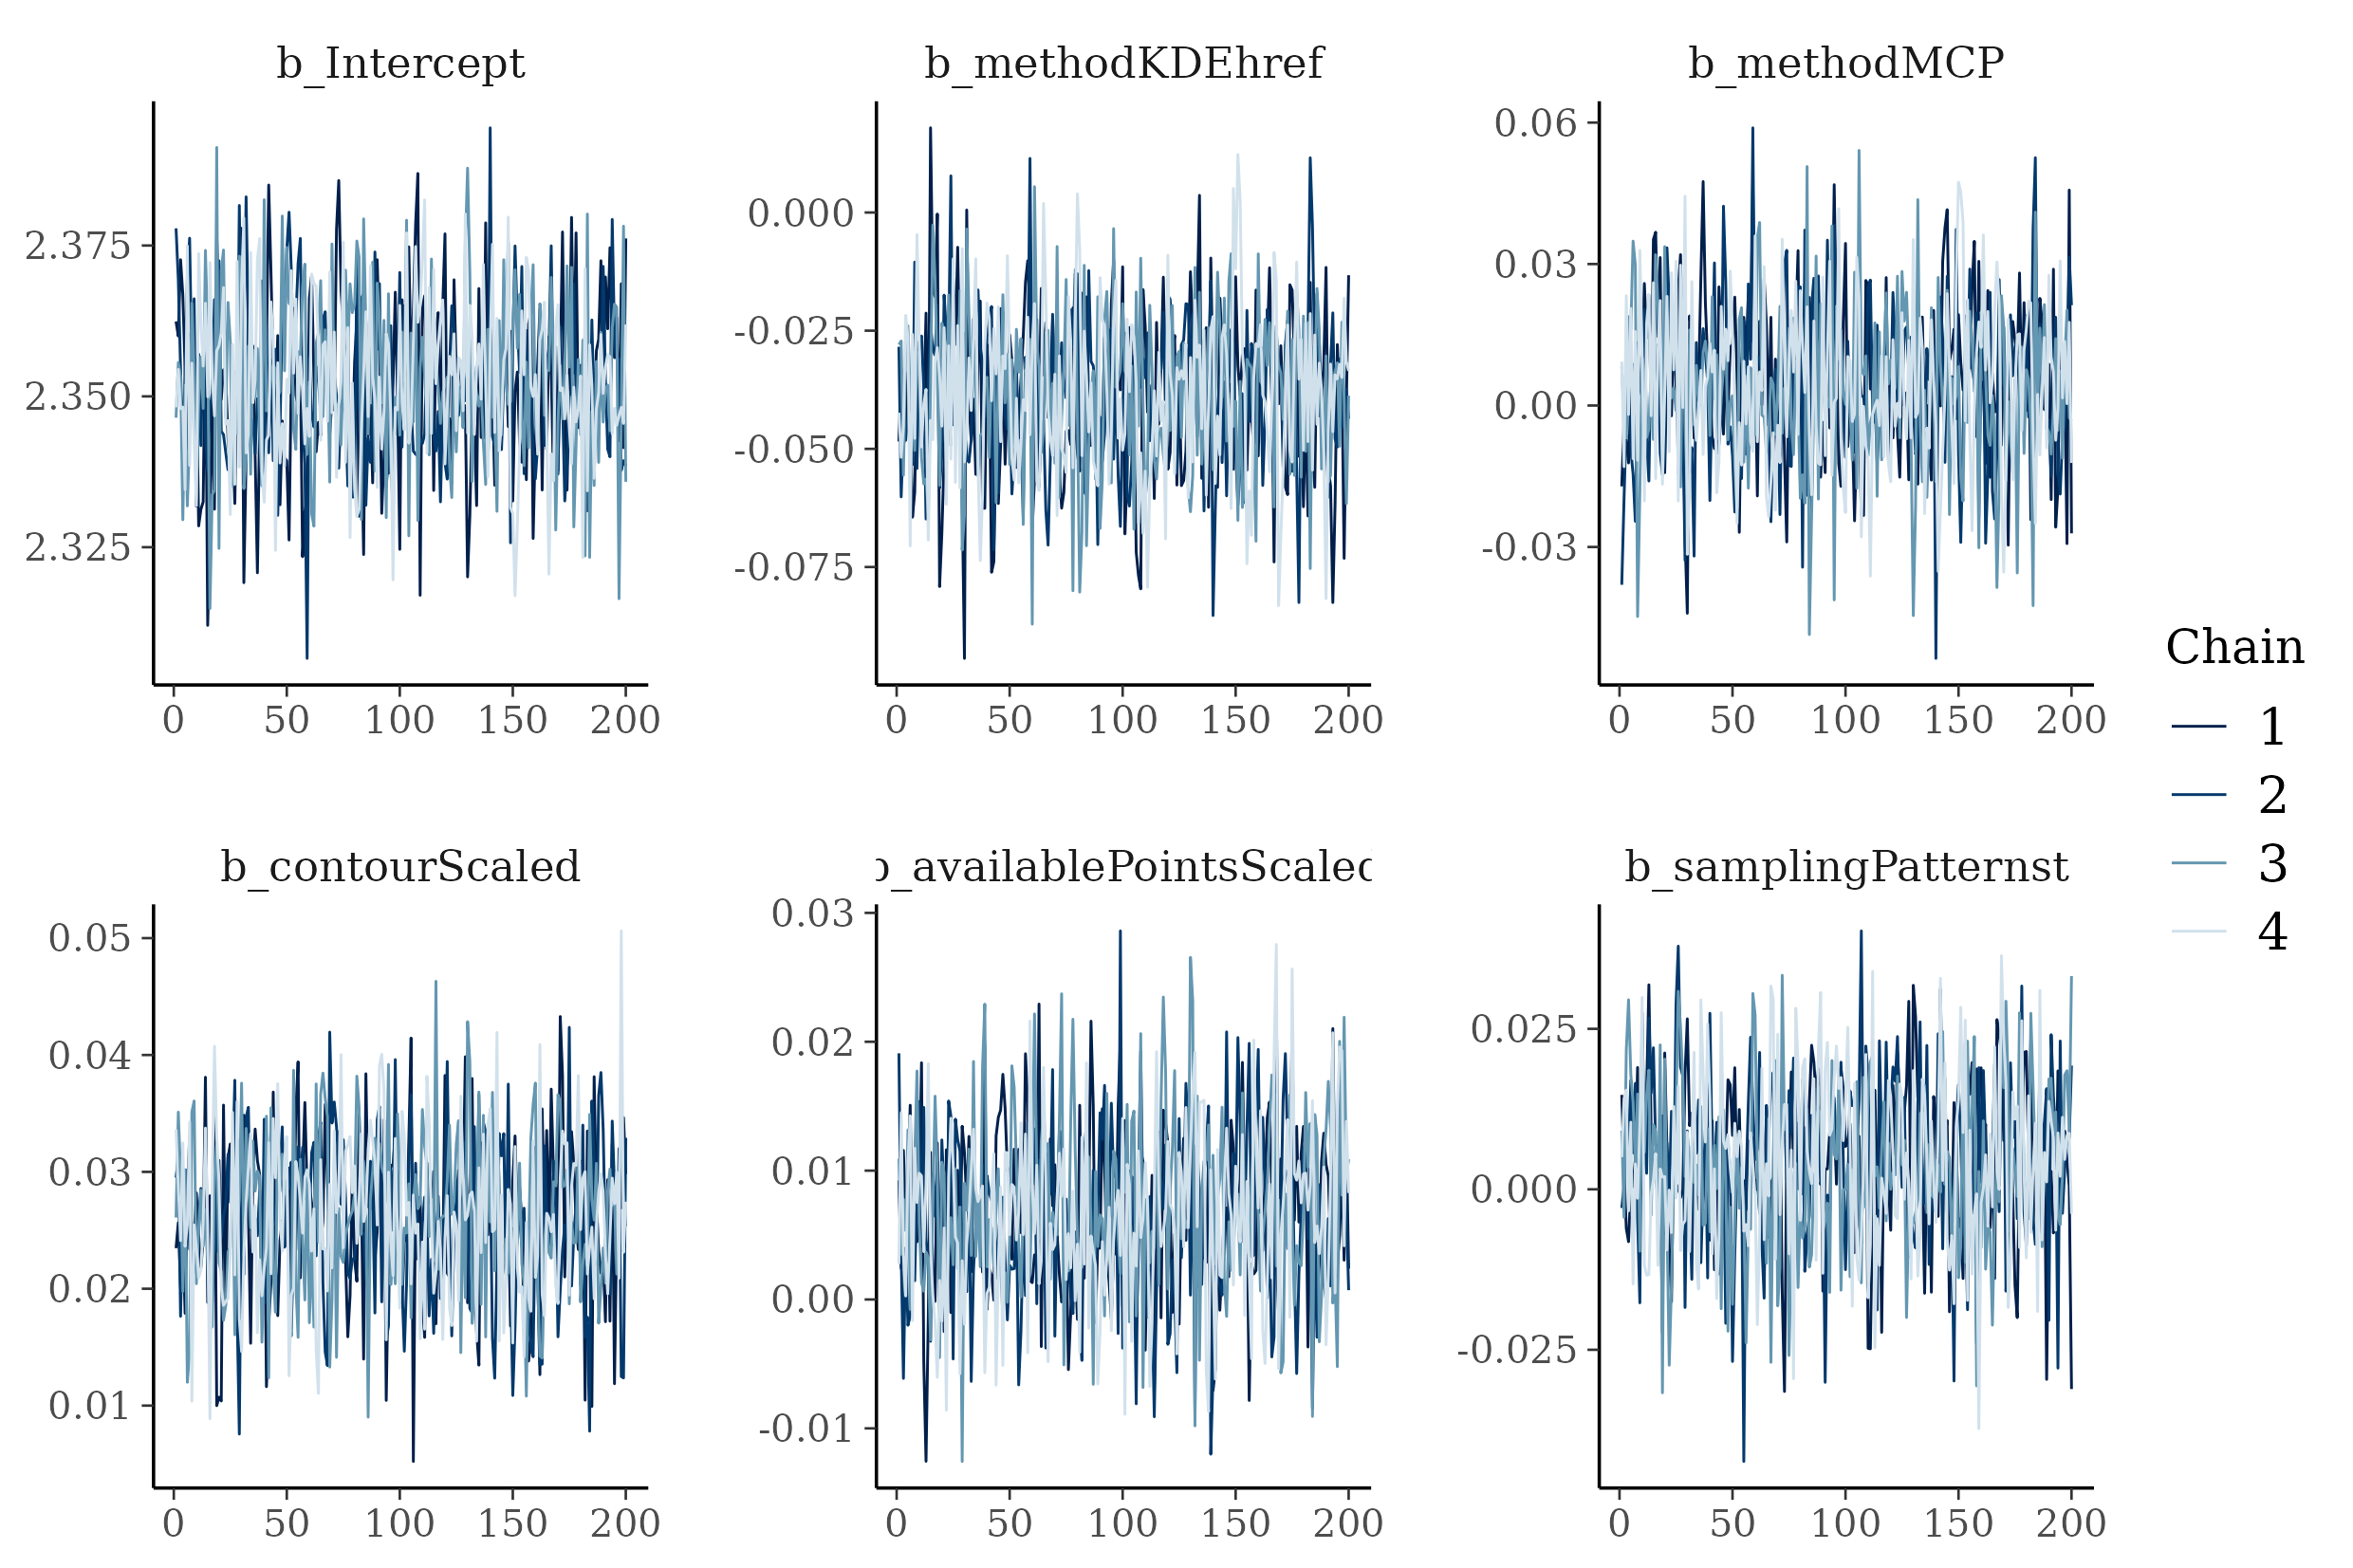 b_Intercept
2.375
2.350
2.325
0 50 100 150 200
b_methodKDEhref
0.000
-0.025
-0.050
-0.075
0 50 100 150 200
b_methodMCP
0.06
0.03
0.00
-0.03
0 50 100 150 200
b_contourScaled
0.05
0.04
0.03
0.02
0.01
0 50 100 150 200
b_availablePointsScaled
0.03
0.02
0.01
0.00
-0.01
0 50 100 150 200
b_samplingPatternst
0.025
0.000
-0.025
0 50 100 150 200
Chain
1
2
3
4